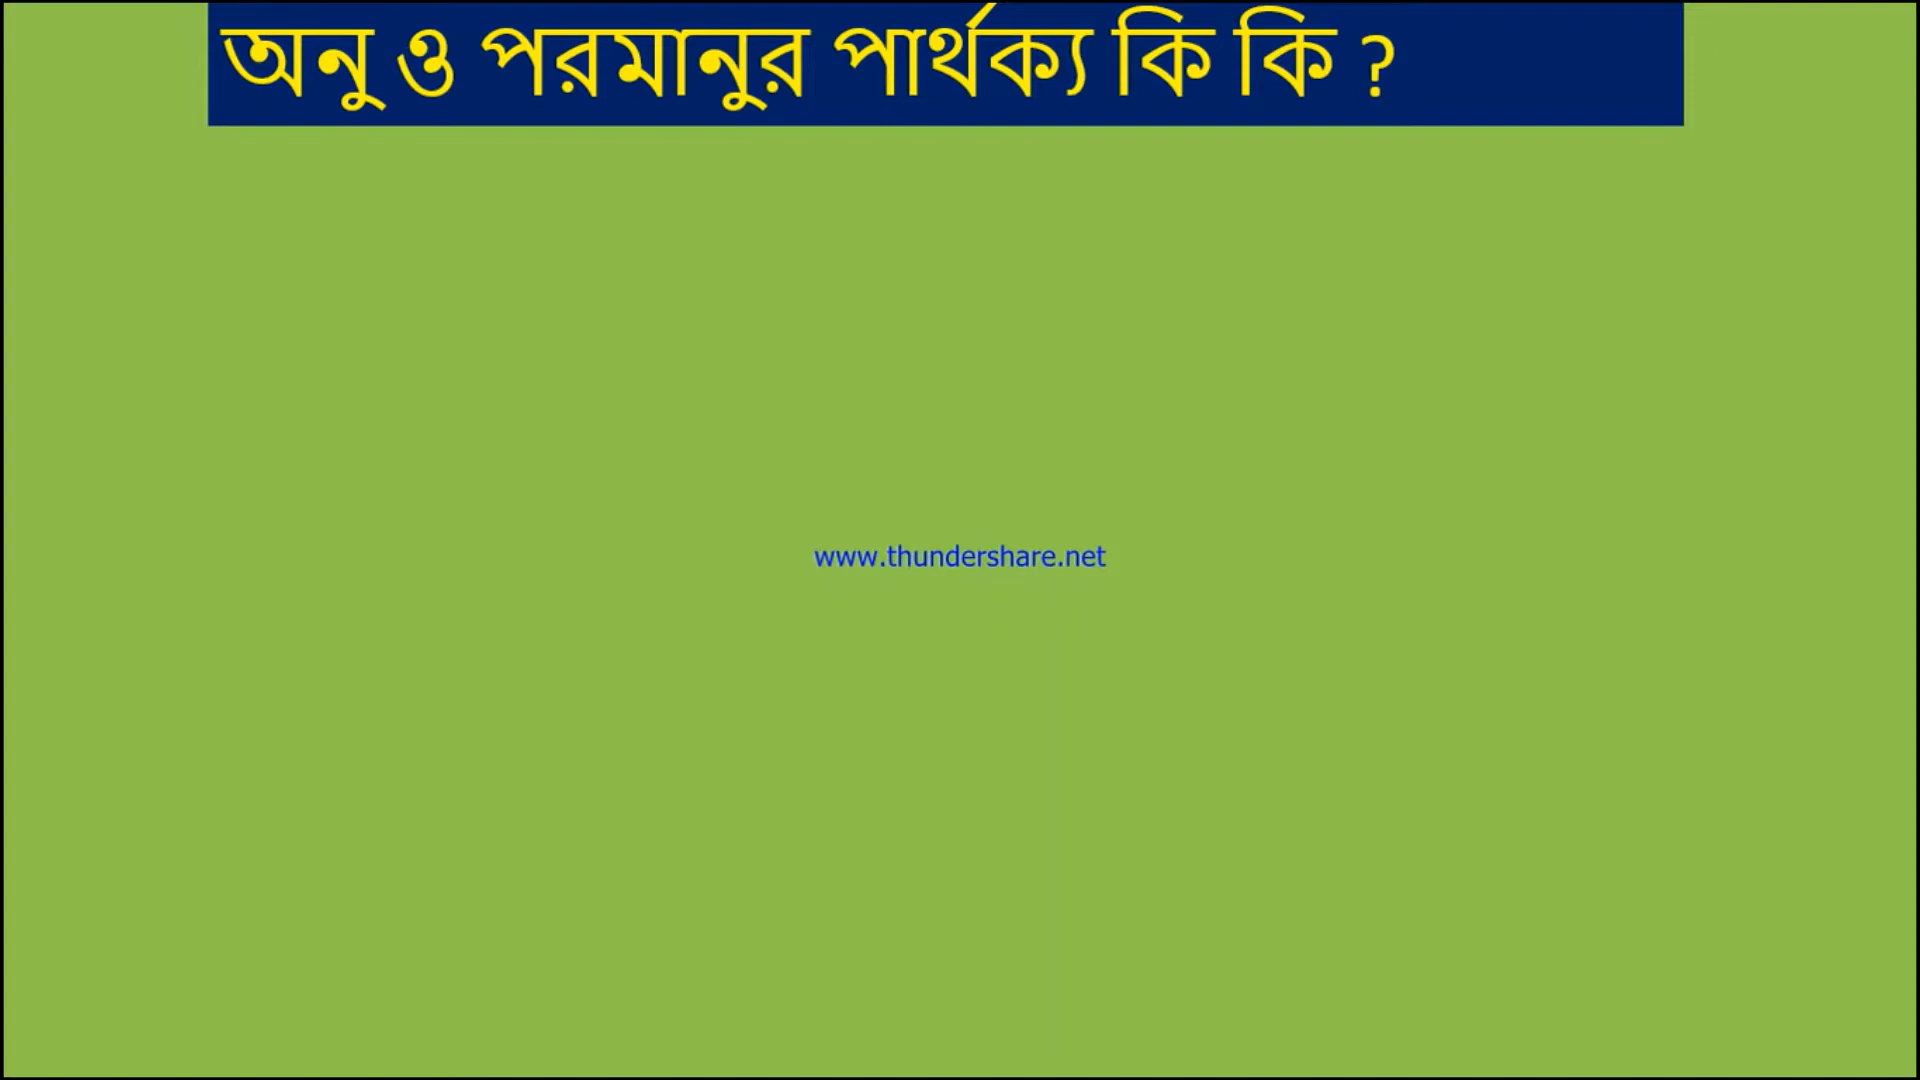 অনু ও পরমানুর পার্থক্য কি কি ?
www.thundershare.net